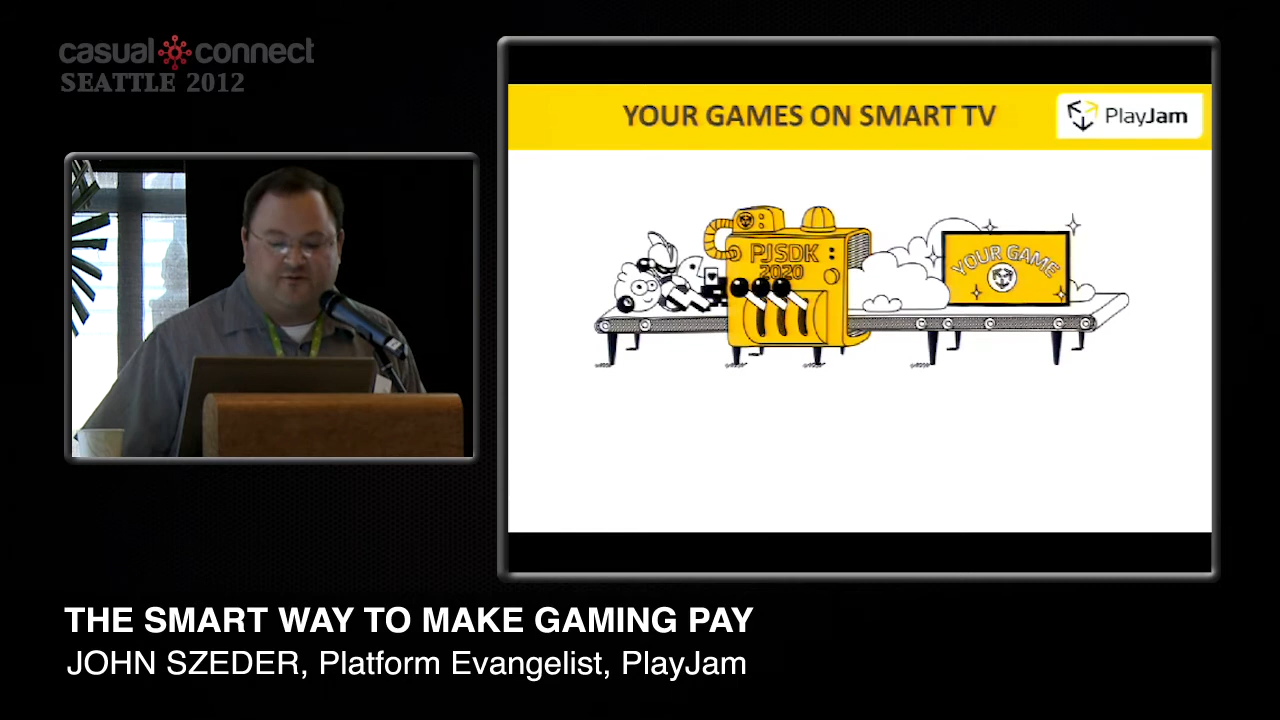 casual connect
SEATTLE 2012
YOUR GAMES ON SMART TV
PlayJam
PJSDK
2020
YOUR GAME
THE SMART WAY TO MAKE GAMING PAY
JOHN SZEDER, Platform Evangelist, PlayJam